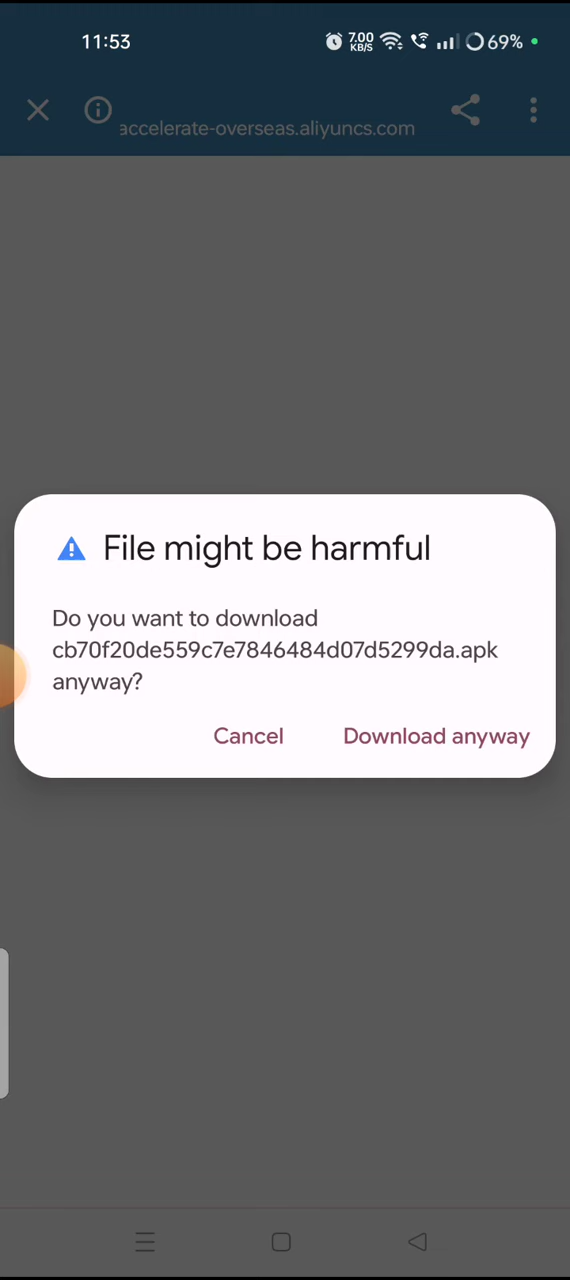 11:53
7.00
KB/S
69%
accelerate-overseas.aliyuncs.com
File might be harmful
Do you want to download
cb70f20de559c7e7846484d07d5299da.apk
anyway?
Cancel
Download anyway